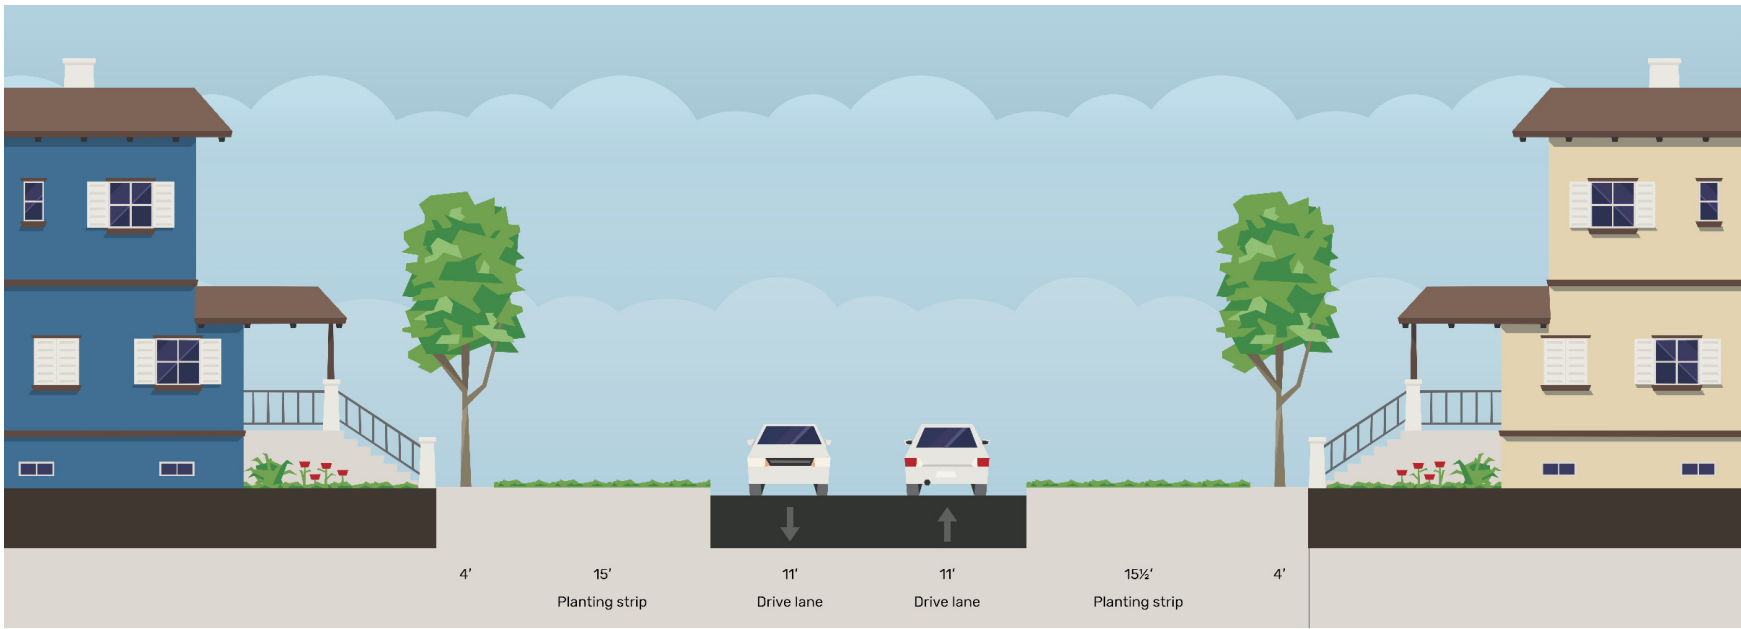 4’ 15’ 11’ 11’ 15½’ 4’
Planting strip Drive lane Drive lane Planting strip